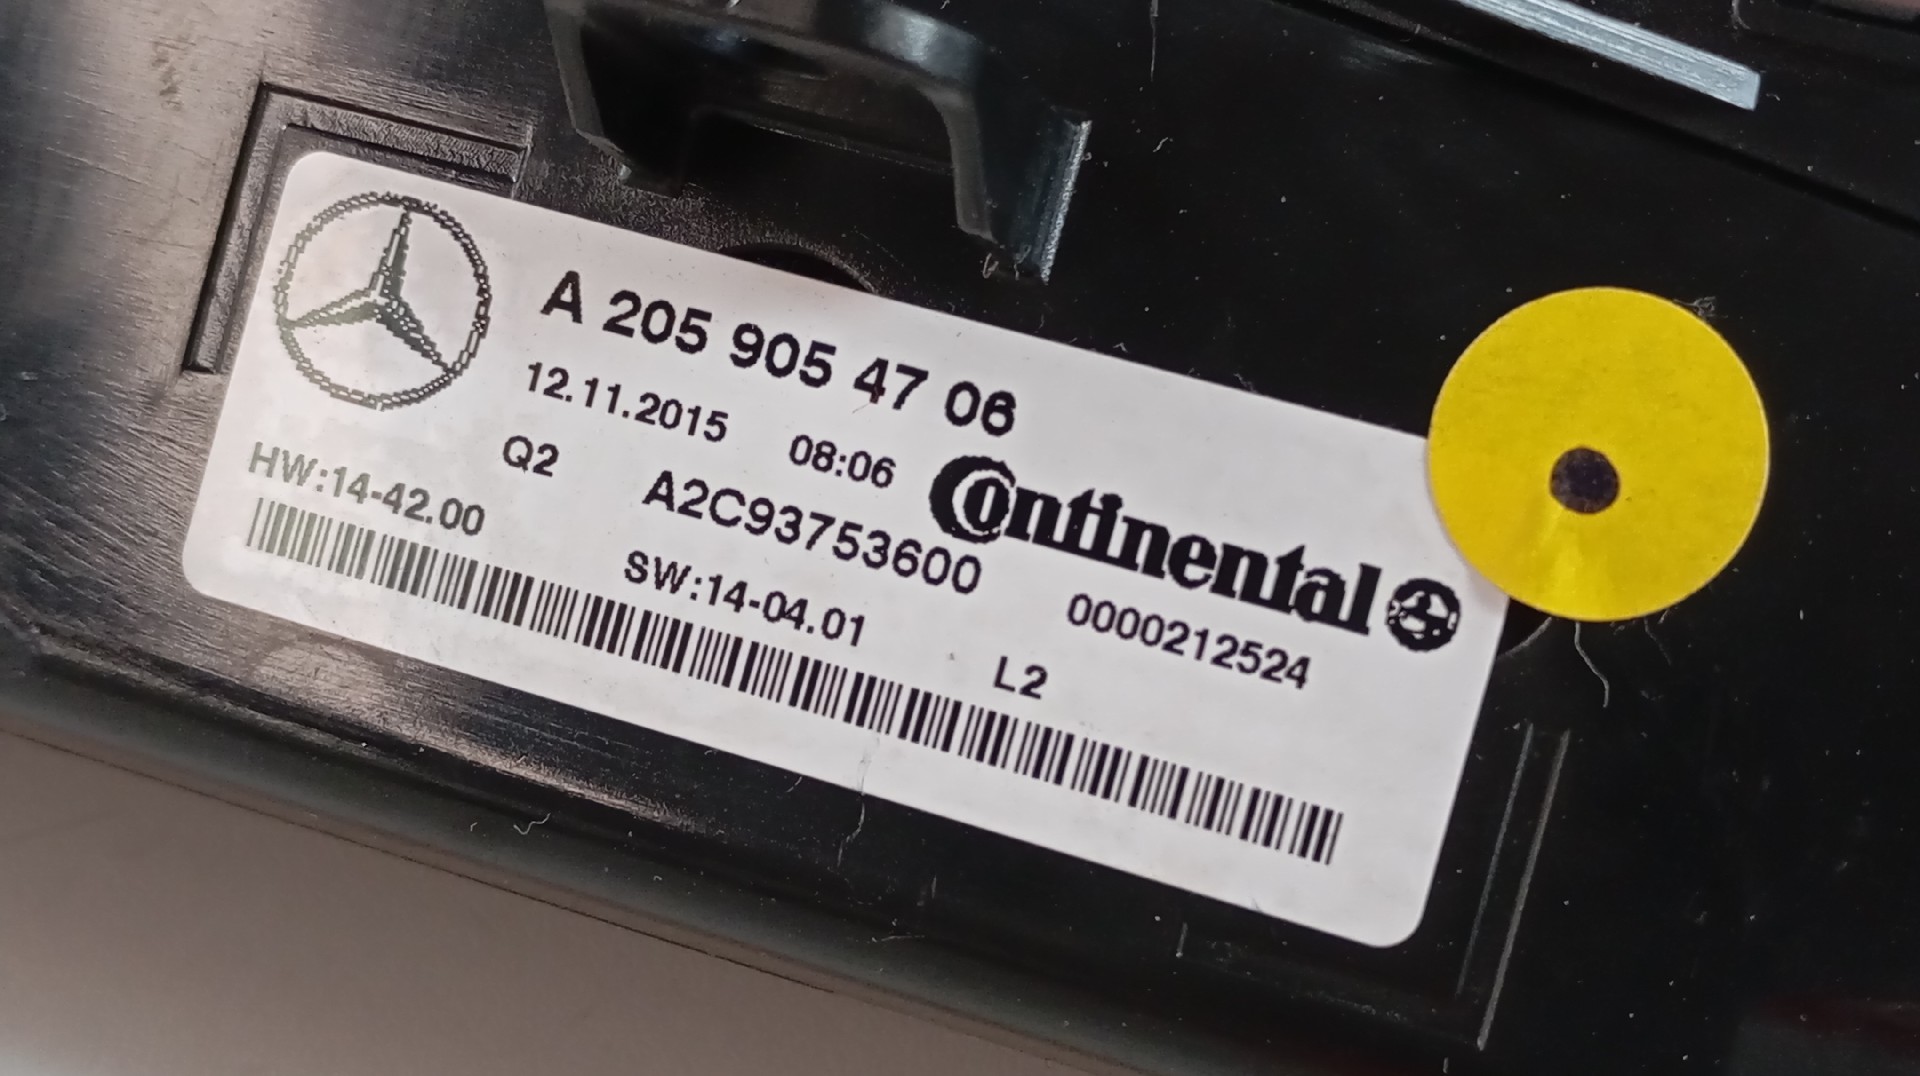 A 205 905 47 06
12.11.2015 08:06 Continental
Q2 A2C93753600 0000212524
HW:14-42.00 SW:14-04.01 L2